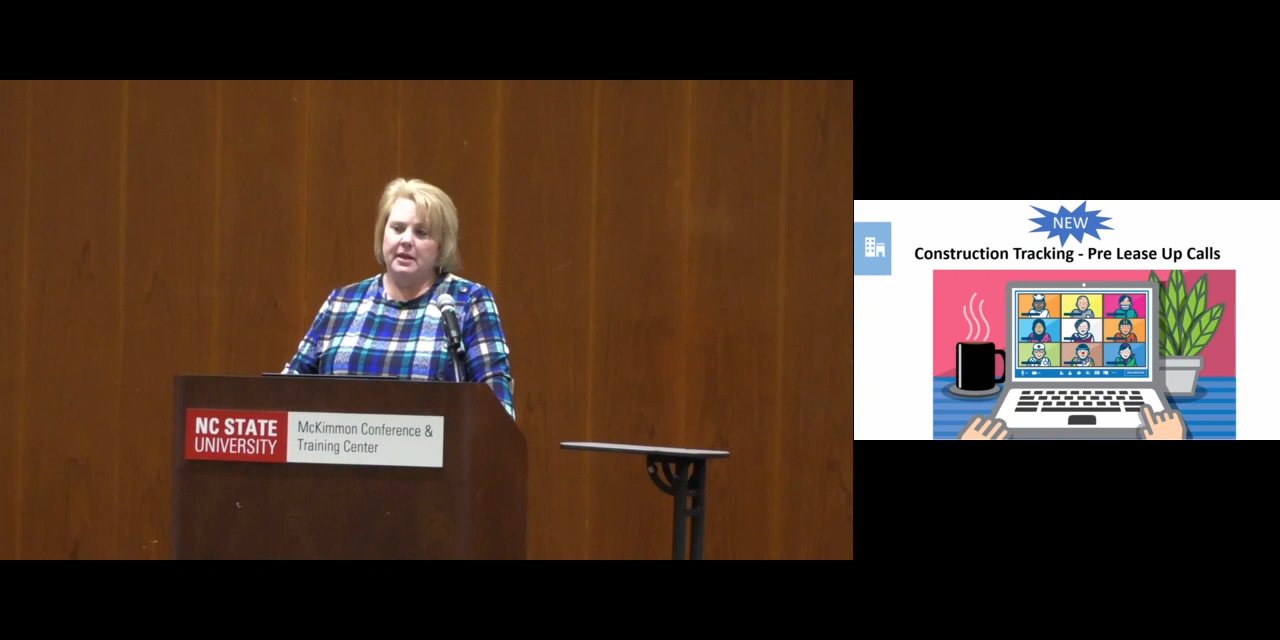 NC STATE
UNIVERSITY
McKimmon Conference &
Training Center
NEW
Construction Tracking - Pre Lease Up Calls